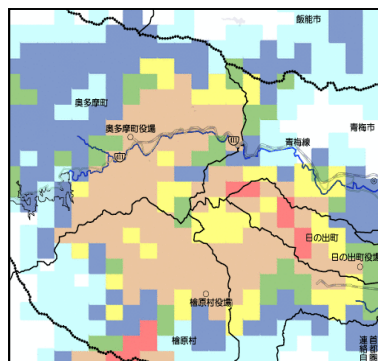 飯能市
奥多摩町
奥多摩町役場
青梅線
青梅市
日の出町
日の出町役場
檜原村役場
檜原村